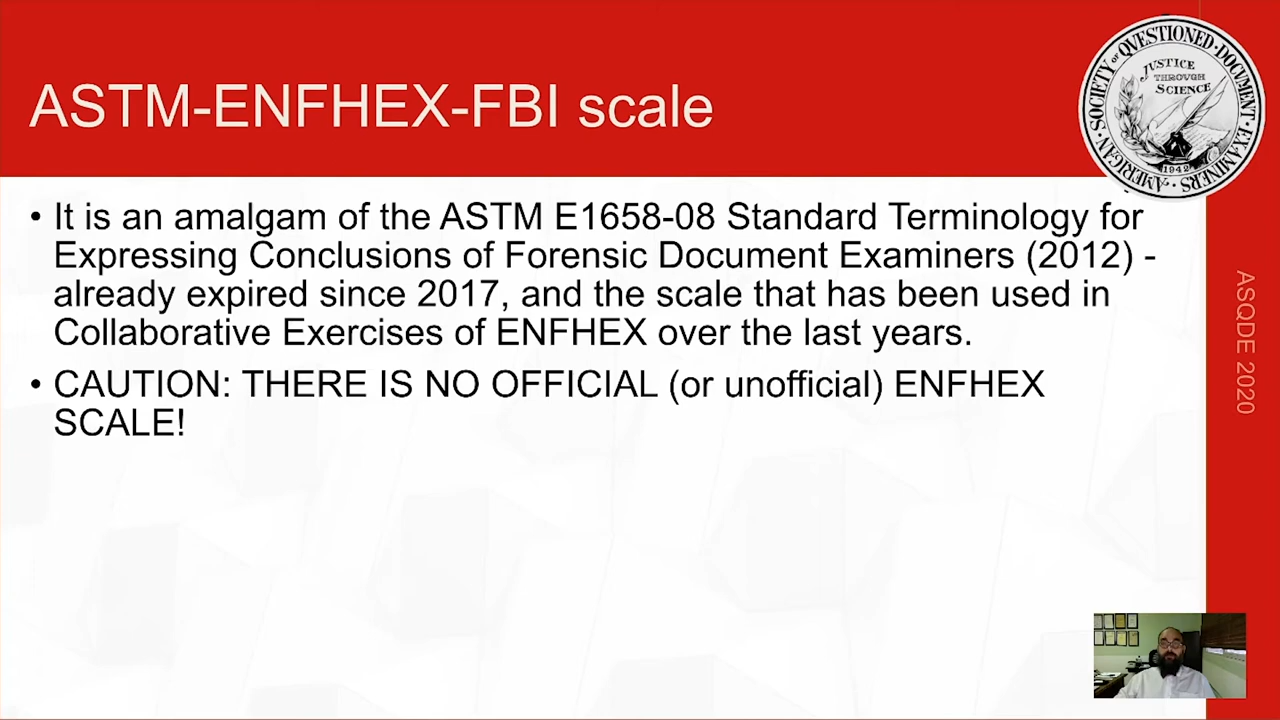 ASTM-ENFHEX-FBI scale
AMERICAN·SOCIETY OF QVESTIONED·DOCVMENT·EXAMINERS·
JUSTICE
THROUGH
SCIENCE
1942
• It is an amalgam of the ASTM E1658-08 Standard Terminology for
Expressing Conclusions of Forensic Document Examiners (2012) -
already expired since 2017, and the scale that has been used in
Collaborative Exercises of ENFHEX over the last years.
• CAUTION: THERE IS NO OFFICIAL (or unofficial) ENFHEX
SCALE!
ASQDE 2020